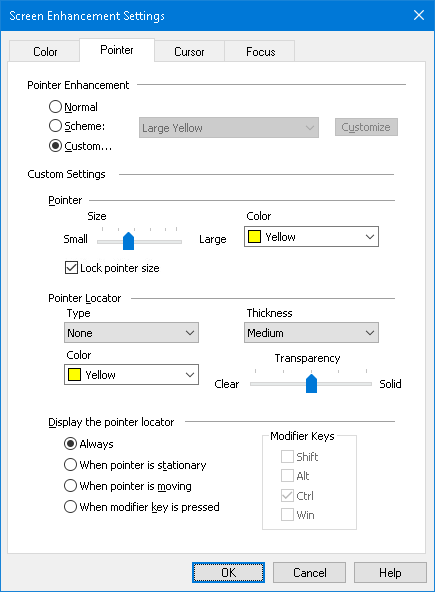 Screen Enhancement Settings
Color Pointer Cursor Focus
Pointer Enhancement
Normal
Scheme: Large Yellow Customize
Custom...
Custom Settings
Pointer
Size Color
Small Large Yellow
Lock pointer size
Pointer Locator
Type Thickness
None Medium
Color Transparency
Yellow Clear Solid
Display the pointer locator
Always
When pointer is stationary
When pointer is moving
When modifier key is pressed
Modifier Keys
Shift
Alt
Ctrl
Win
OK Cancel Help